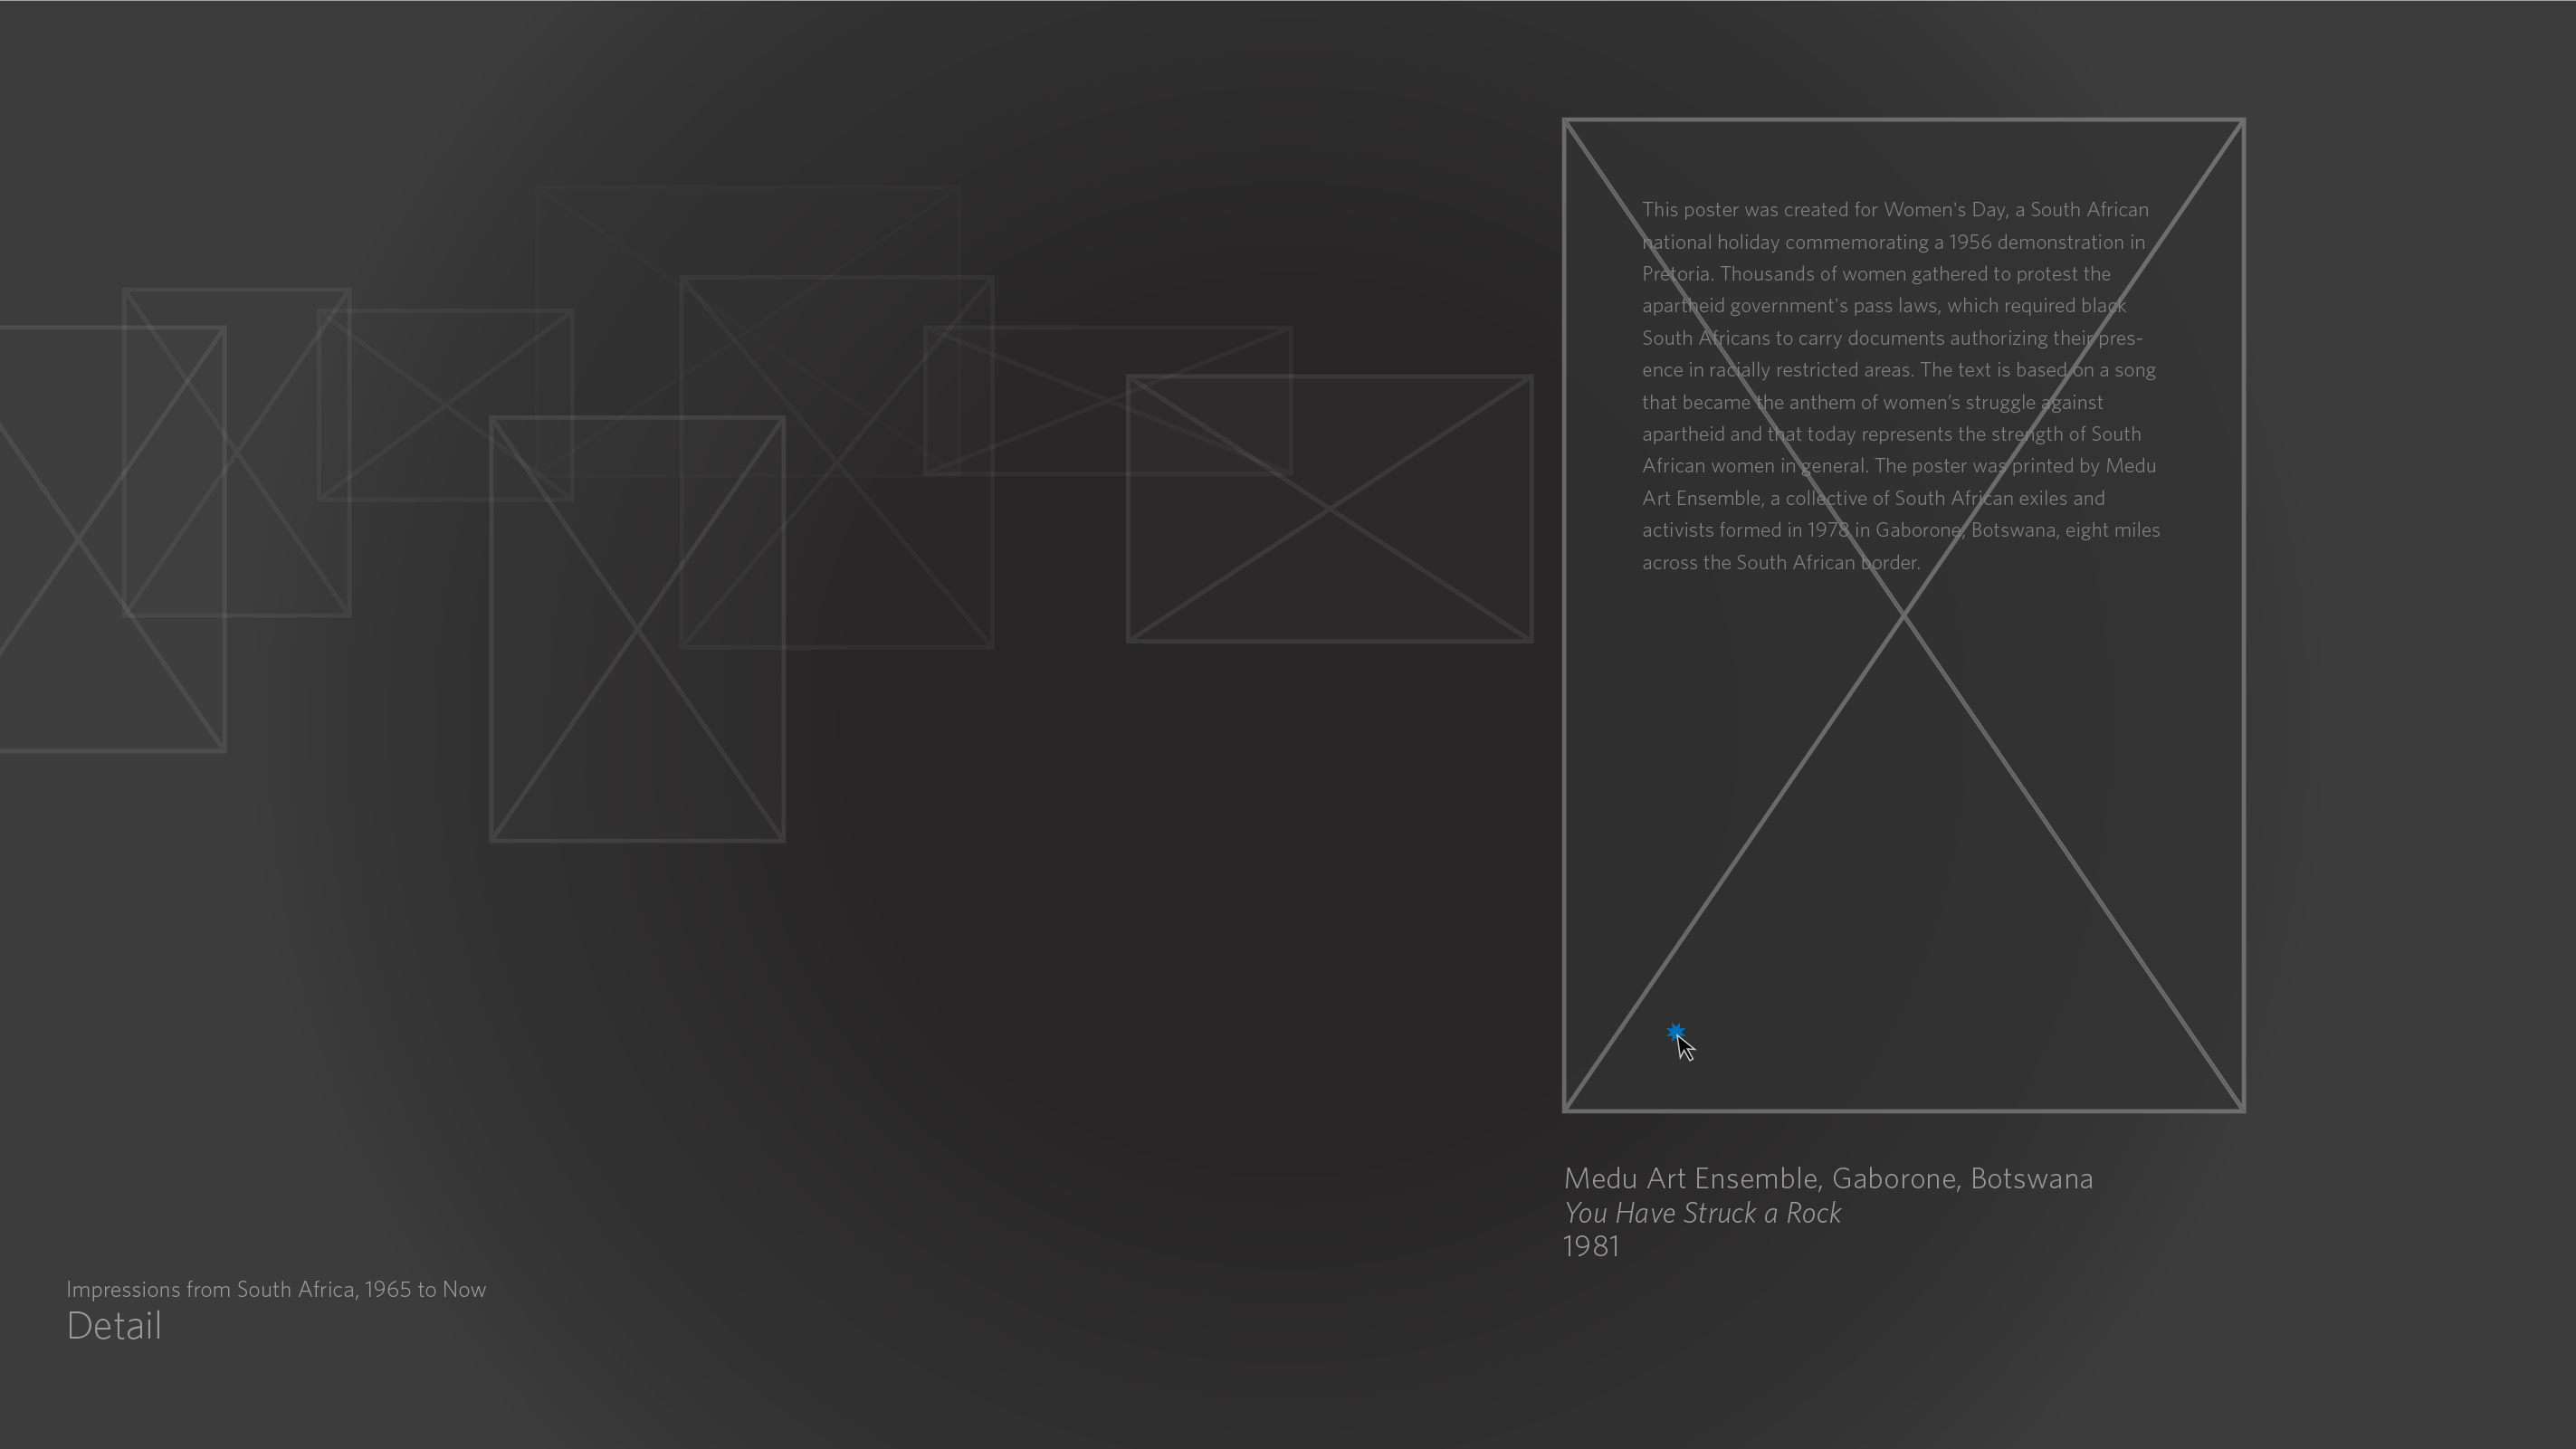 This poster was created for Women's Day, a South African
national holiday commemorating a 1956 demonstration in
Pretoria. Thousands of women gathered to protest the
apartheid government's pass laws, which required black
South Africans to carry documents authorizing their pres-
ence in racially restricted areas. The text is based on a song
that became the anthem of women’s struggle against
apartheid and that today represents the strength of South
African women in general. The poster was printed by Medu
Art Ensemble, a collective of South African exiles and
activists formed in 1978 in Gaborone, Botswana, eight miles
across the South African border.
Medu Art Ensemble, Gaborone, Botswana
You Have Struck a Rock
1981
Impressions from South Africa, 1965 to Now
Detail